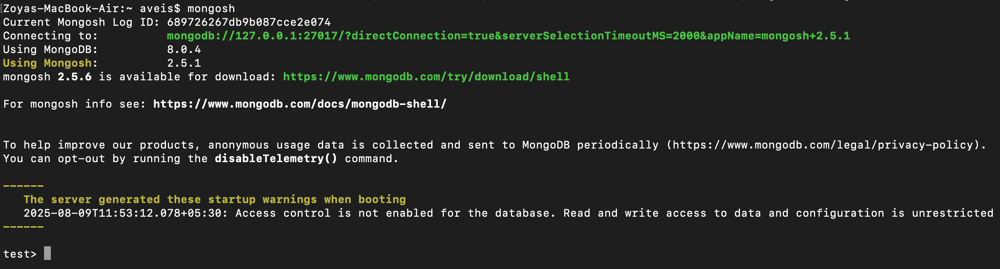 [Zoyas-MacBook-Air:~ aveis$ mongosh
Current Mongosh Log ID: 689726267db9b087cce2e074
Connecting to:          mongodb://127.0.0.1:27017/?directConnection=true&serverSelectionTimeoutMS=2000&appName=mongosh+2.5.1
Using MongoDB:          8.0.4
Using Mongosh:          2.5.1
mongosh 2.5.6 is available for download: https://www.mongodb.com/try/download/shell
For mongosh info see: https://www.mongodb.com/docs/mongodb-shell/
To help improve our products, anonymous usage data is collected and sent to MongoDB periodically (https://www.mongodb.com/legal/privacy-policy).
You can opt-out by running the disableTelemetry() command.
------
The server generated these startup warnings when booting
2025-08-09T11:53:12.078+05:30: Access control is not enabled for the database. Read and write access to data and configuration is unrestricted
------
test>